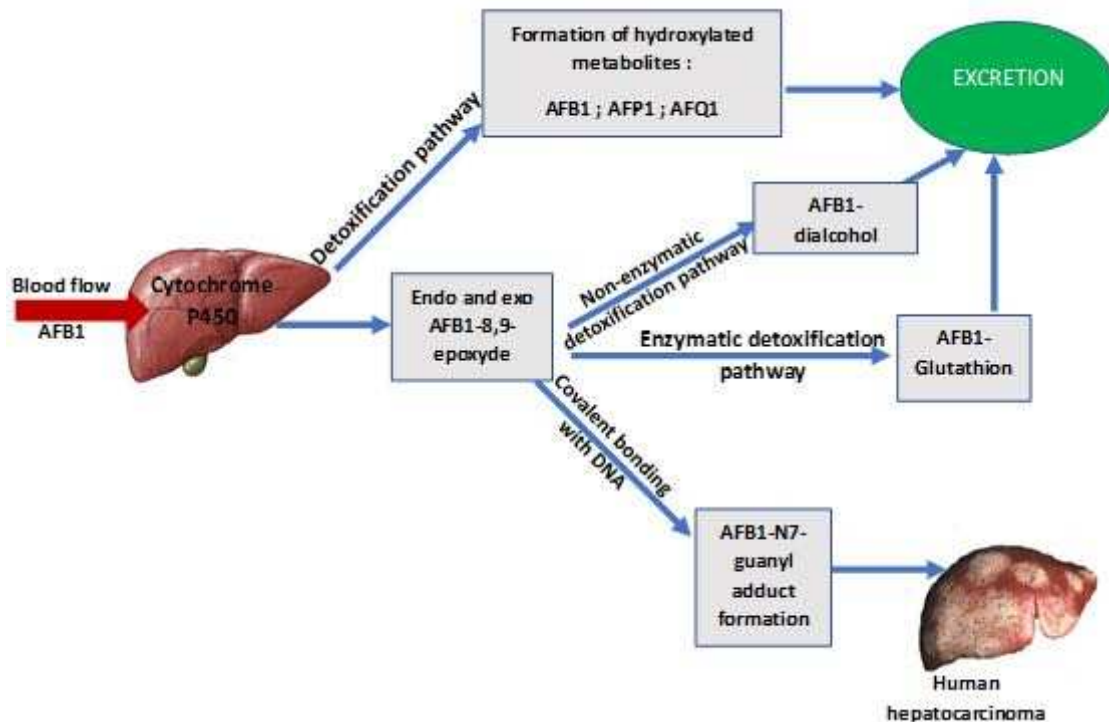 Formation of hydroxylated
metabolites :
AFB1 ; AFP1 ; AFQ1
EXCRETION
Detoxification pathway
Blood flow
AFB1
Cytochrome
P450
Endo and exo
AFB1-8,9-
epoxyde
Non-enzymatic
detoxification pathway
AFB1-
dialcohol
Enzymatic detoxification
pathway
AFB1-
Glutathion
Covalent bonding
with DNA
AFB1-N7-
guanyl
adduct
formation
Human
hepatocarcinoma